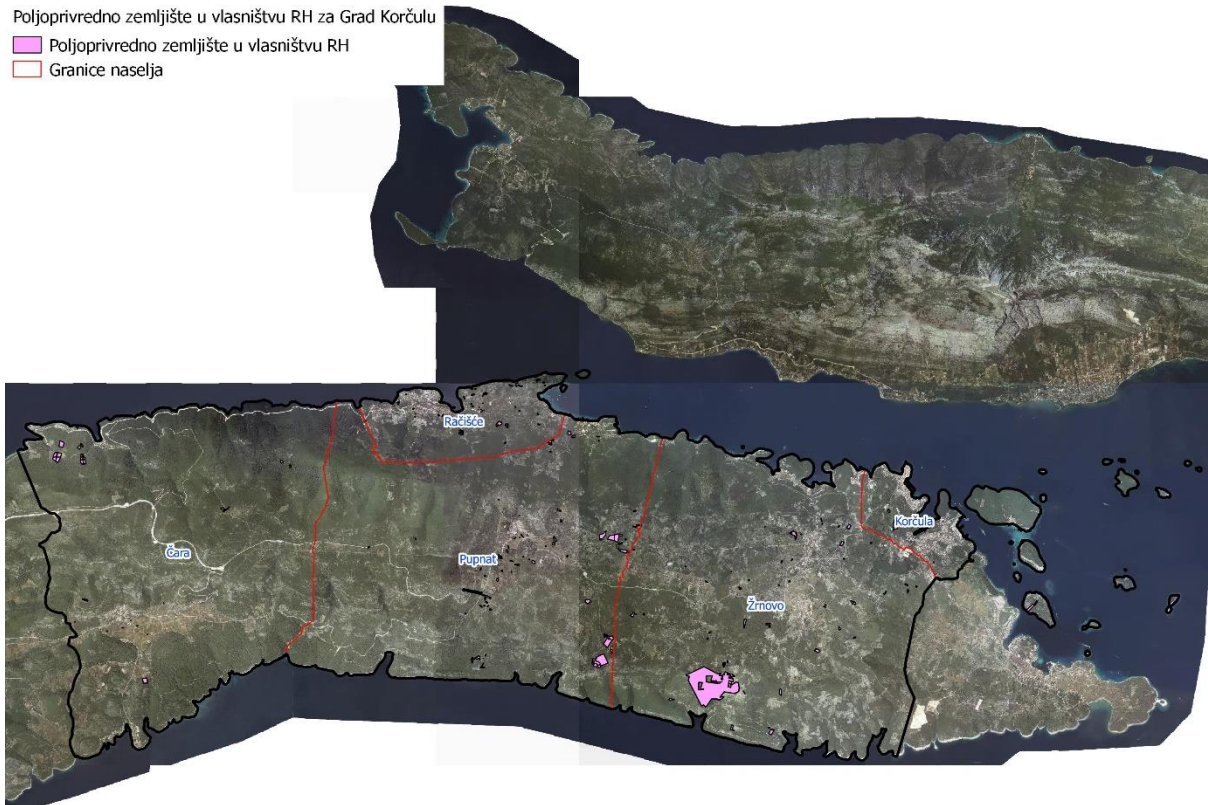 Poljoprivredno zemljište u vlasništvu RH za Grad Korčulu
Poljoprivredno zemljište u vlasništvu RH
Granice naselja
Račišće
Korčula
Čara
Pupnat
Žrnovo